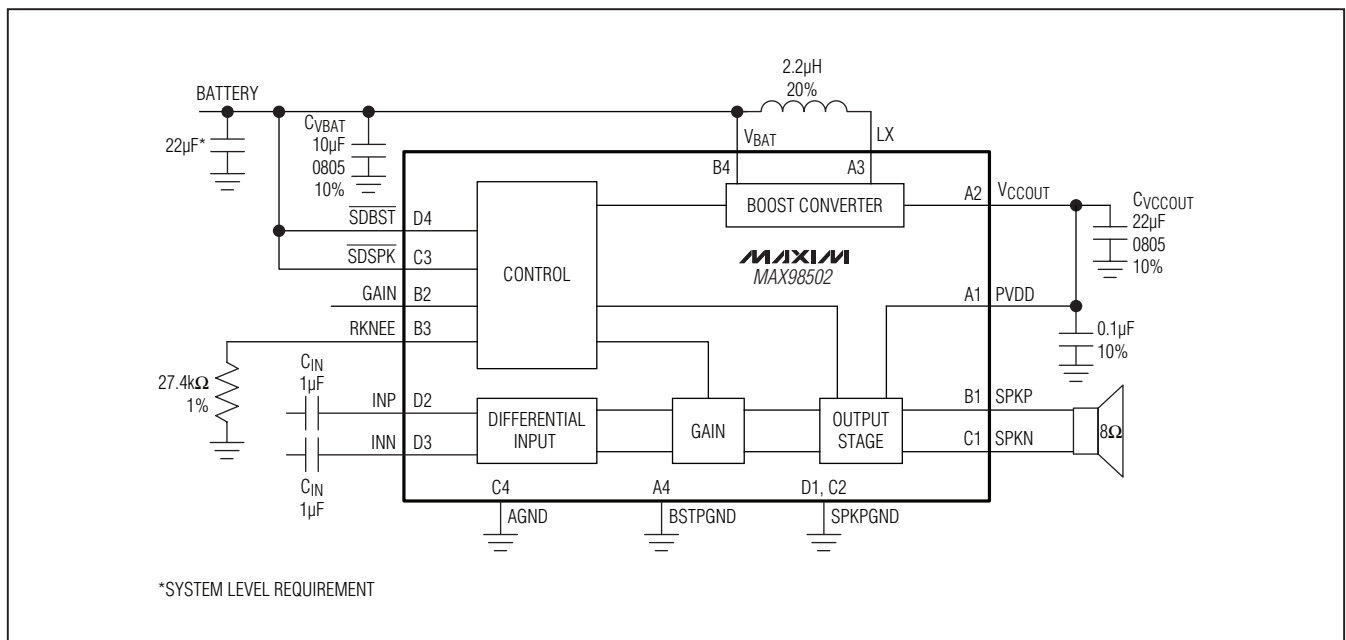 2.2µH
20%
BATTERY
22µF*
CVBAT
10µF
0805
10%
VBAT
LX
B4
A3
BOOST CONVERTER
A2
VCCOUT
CVCCOUT
22µF
0805
10%
SDBST
D4
SDSPK
C3
CONTROL
MAXIM
MAX98502
GAIN
B2
RKNEE
B3
A1
PVDD
0.1µF
10%
27.4kΩ
1%
CIN
1µF
INP
D2
INN
D3
CIN
1µF
DIFFERENTIAL
INPUT
GAIN
OUTPUT
STAGE
B1
SPKP
C1
SPKN
8Ω
C4
AGND
A4
BSTPGND
D1, C2
SPKPGND
*SYSTEM LEVEL REQUIREMENT